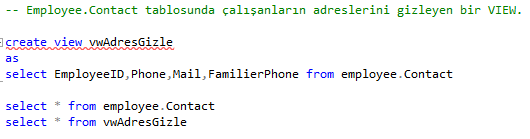 -- Employee.Contact tablosunda çalışanların adreslerini gizleyen bir VIEW.
create view vwAdresGizle
as
select EmployeeID,Phone,Mail,FamilierPhone from employee.Contact
select * from employee.Contact
select * from vwAdresGizle